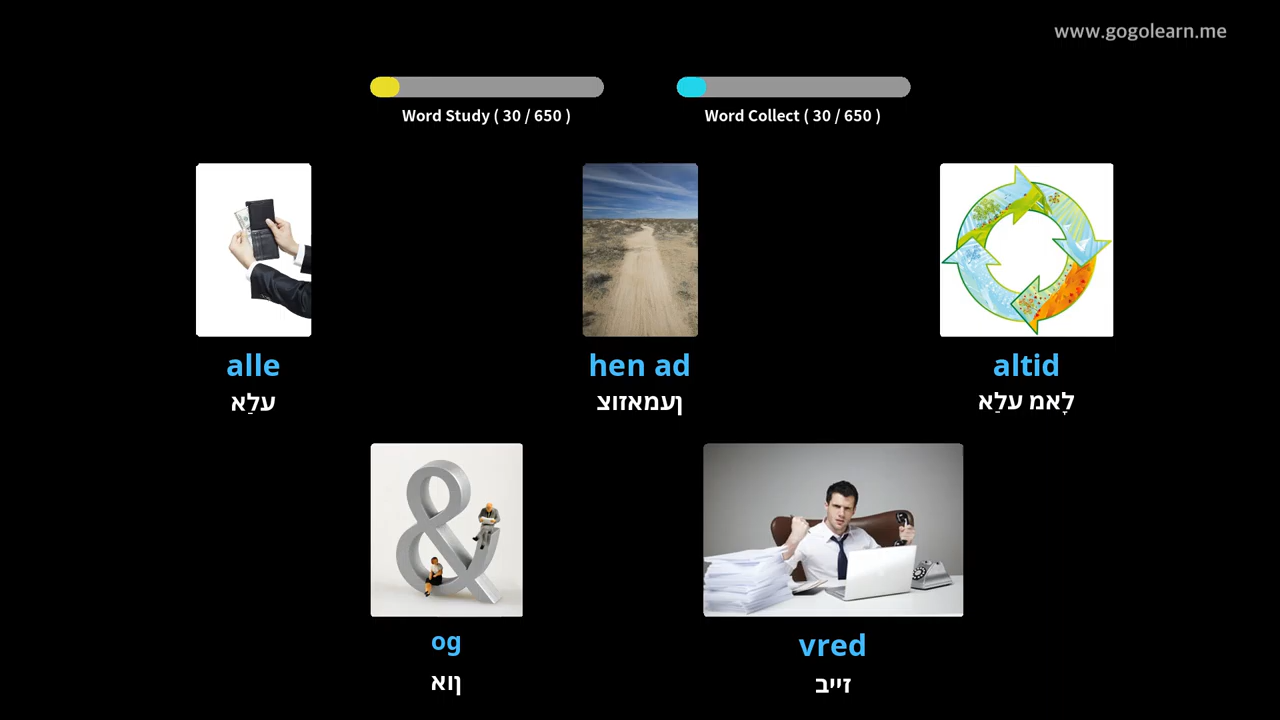 www.gogolearn.me
Word Study ( 30 / 650 )
Word Collect ( 30 / 650 )
alle
עלַא
hen ad
ןעמאזוצ
altid
לָאמ עלַא
og
ןוא
vred
זייב